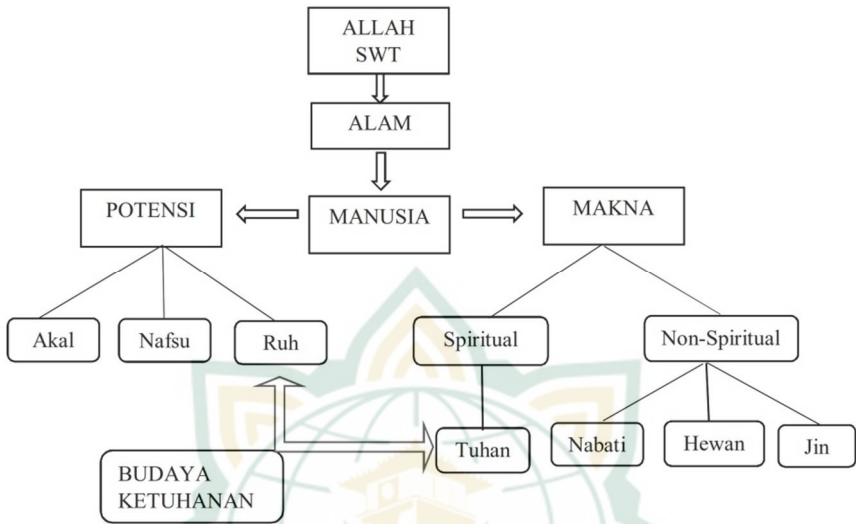 ALLAH
SWT
ALAM
POTENSI
MANUSIA
MAKNA
Akal
Nafsu
Ruh
Spiritual
Non-Spiritual
Tuhan
Nabati
Hewan
Jin
BUDAYA
KETUHANAN